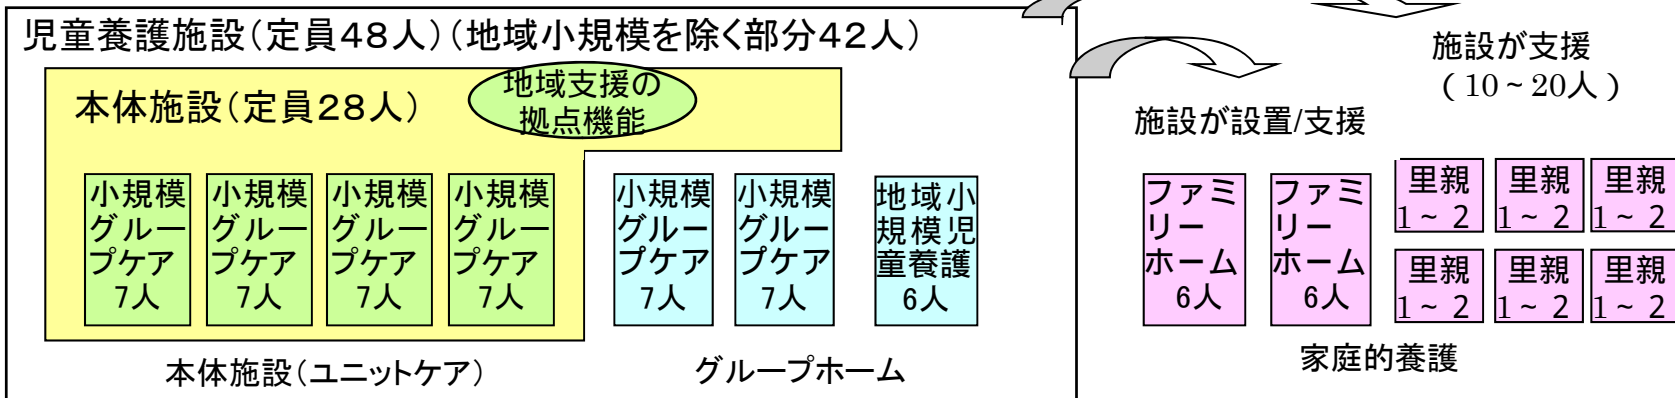 児童養護施設(定員48人)(地域小規模を除く部分42人)
本体施設(定員28人)
地域支援の
拠点機能
小規模
グルー
プケア
7人
小規模
グルー
プケア
7人
小規模
グルー
プケア
7人
小規模
グルー
プケア
7人
小規模
グルー
プケア
7人
小規模
グルー
プケア
7人
地域小
規模児
童養護
6人
本体施設(ユニットケア)
グループホーム
施設が支援
(10~20人)
施設が設置/支援
ファミ
リー
ホーム
6人
ファミ
リー
ホーム
6人
里親
1~2
里親
1~2
里親
1~2
里親
1~2
里親
1~2
里親
1~2
家庭的養護